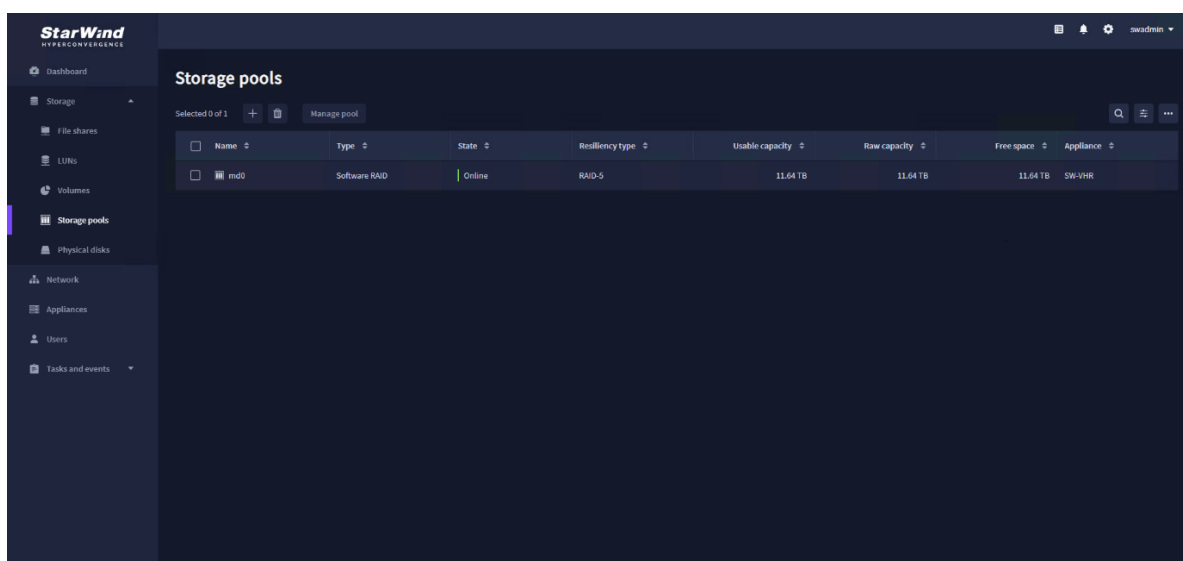 StarWind
HYPERCONVERGENCE
swadmin
Dashboard
Storage
File shares
LUNs
Volumes
Storage pools
Physical disks
Network
Appliances
Users
Tasks and events
Storage pools
Selected 0 of 1 Manage pool
Name Type State Resiliency type Usable capacity Raw capacity Free space Appliance
md0 Software RAID Online RAID-5 11.64 TB 11.64 TB 11.64 TB SW-VHR